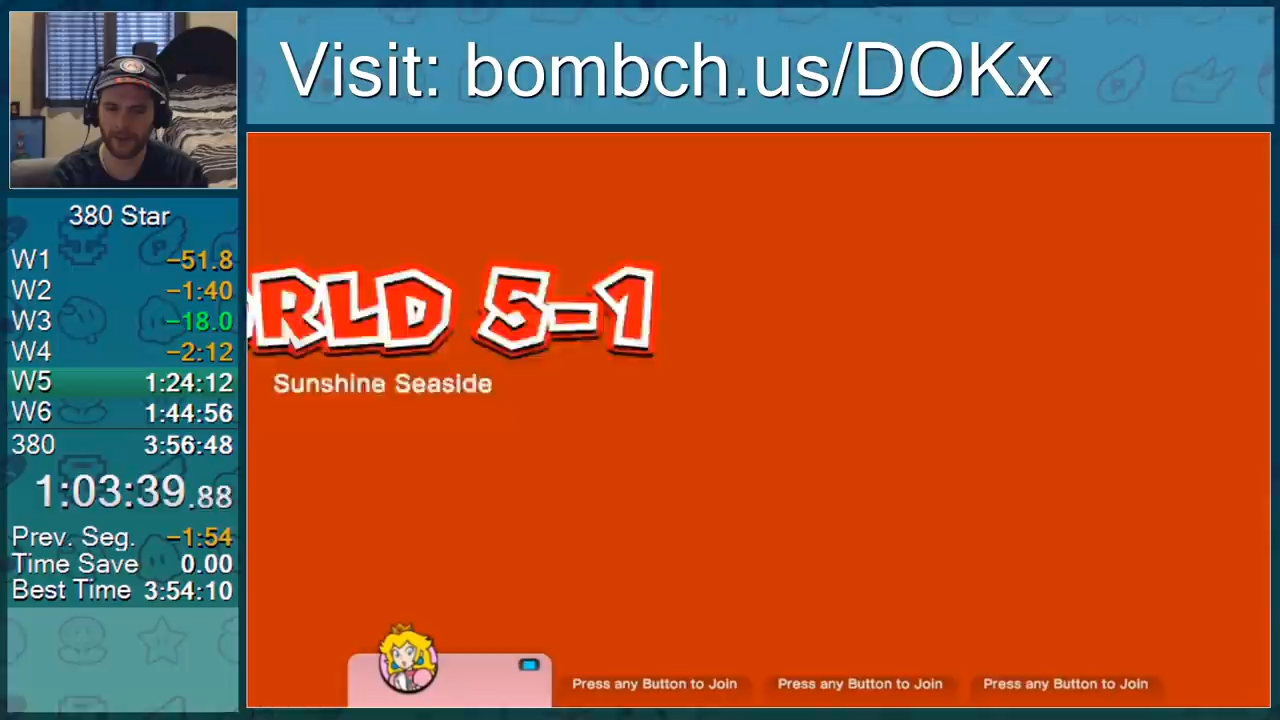 Visit: bombch.us/DOKx
380 Star
W1 −51.8
W2 −1:40
W3 −18.0
W4 −2:12
W5 1:24:12
W6 1:44:56
380 3:56:48
1:03:39.88
Prev. Seg. −1:54
Time Save 0.00
Best Time 3:54:10
ORLD 5-1
Sunshine Seaside
Press any Button to Join Press any Button to Join Press any Button to Join